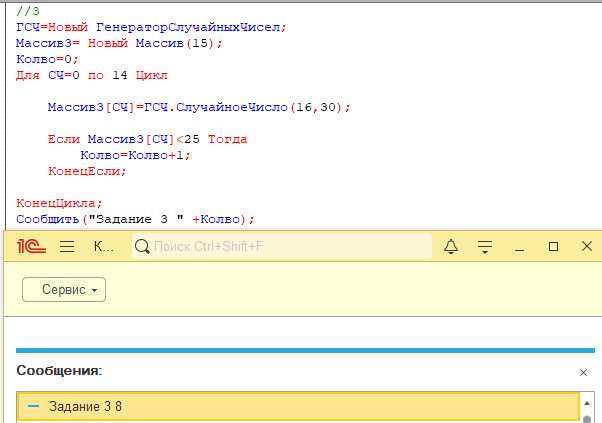 //3
ГСЧ=Новый ГенераторСлучайныхЧисел;
Массив3= Новый Массив(15);
Колво=0;
Для СЧ=0 по 14 Цикл
Массив3[СЧ]=ГСЧ.СлучайноеЧисло(16,30);
Если Массив3[СЧ]<25 Тогда
Колво=Колво+1;
КонецЕсли;
КонецЦикла;
Сообщить("Задание 3 " +Колво);
1С К... Поиск Ctrl+Shift+F
Сервис
Сообщения:
Задание 3 8